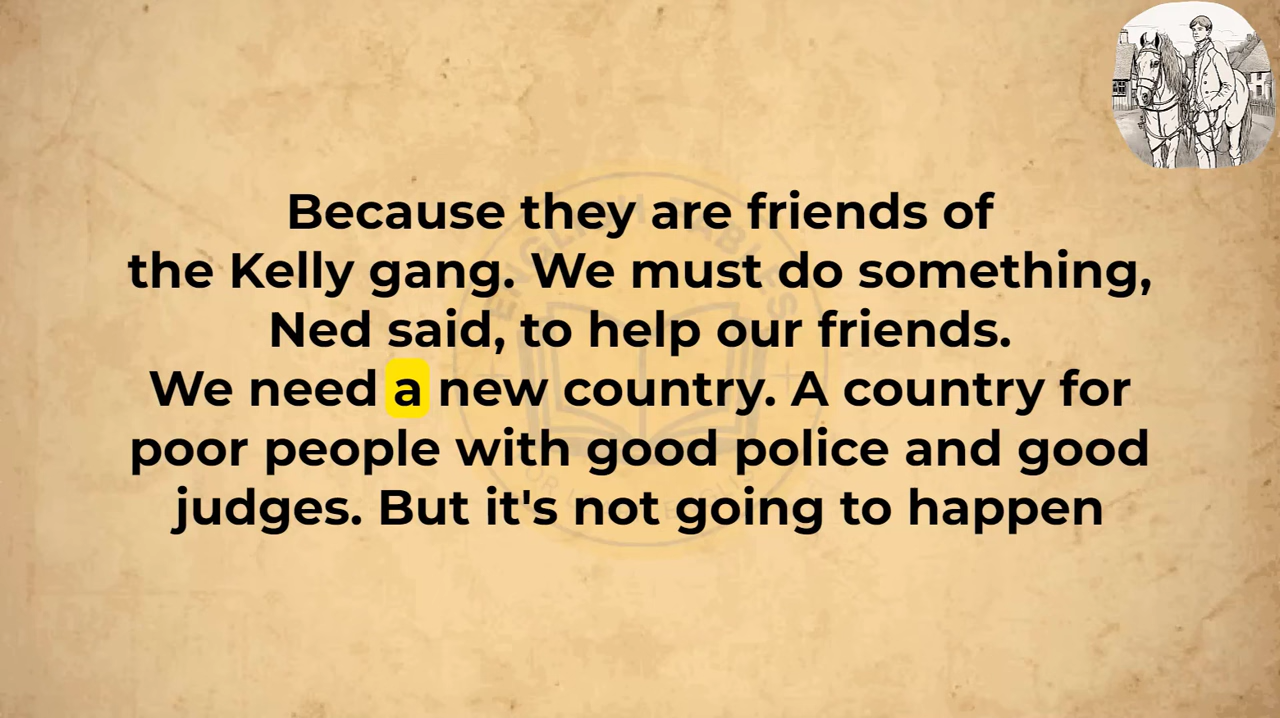 Because they are friends of
the Kelly gang. We must do something,
Ned said, to help our friends.
We need a new country. A country for
poor people with good police and good
judges. But it's not going to happen